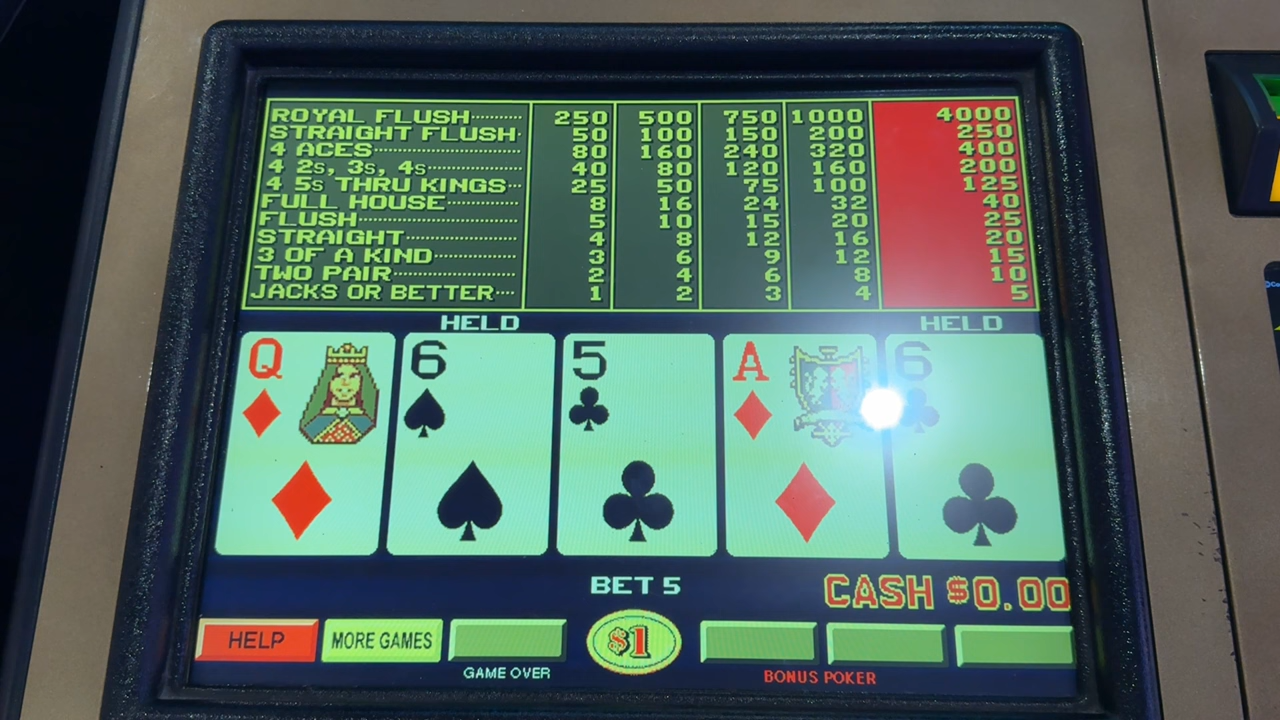 ROYAL FLUSH 250 500 750 1000 4000
STRAIGHT FLUSH 50 100 150 200 250
4 ACES 80 160 240 320 400
4 2s, 3s, 4s 40 80 120 160 200
4 5s THRU KINGS 25 50 75 100 125
FULL HOUSE 8 16 24 32 40
FLUSH 5 10 15 20 25
STRAIGHT 4 8 12 16 20
3 OF A KIND 3 6 9 12 15
TWO PAIR 2 4 6 8 10
JACKS OR BETTER 1 2 3 4 5
HELD HELD
Q 6 5 A 6
BET 5 CASH $0.00
HELP MORE GAMES $1
GAME OVER BONUS POKER